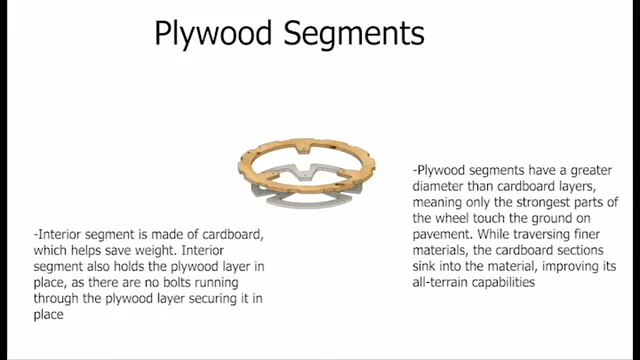 Plywood Segments
-Plywood segments have a greater
diameter than cardboard layers,
meaning only the strongest parts of
the wheel touch the ground on
pavement. While traversing finer
materials, the cardboard sections
sink into the material, improving its
all-terrain capabilities
-Interior segment is made of cardboard,
which helps save weight. Interior
segment also holds the plywood layer in
place, as there are no bolts running
through the plywood layer securing it in
place